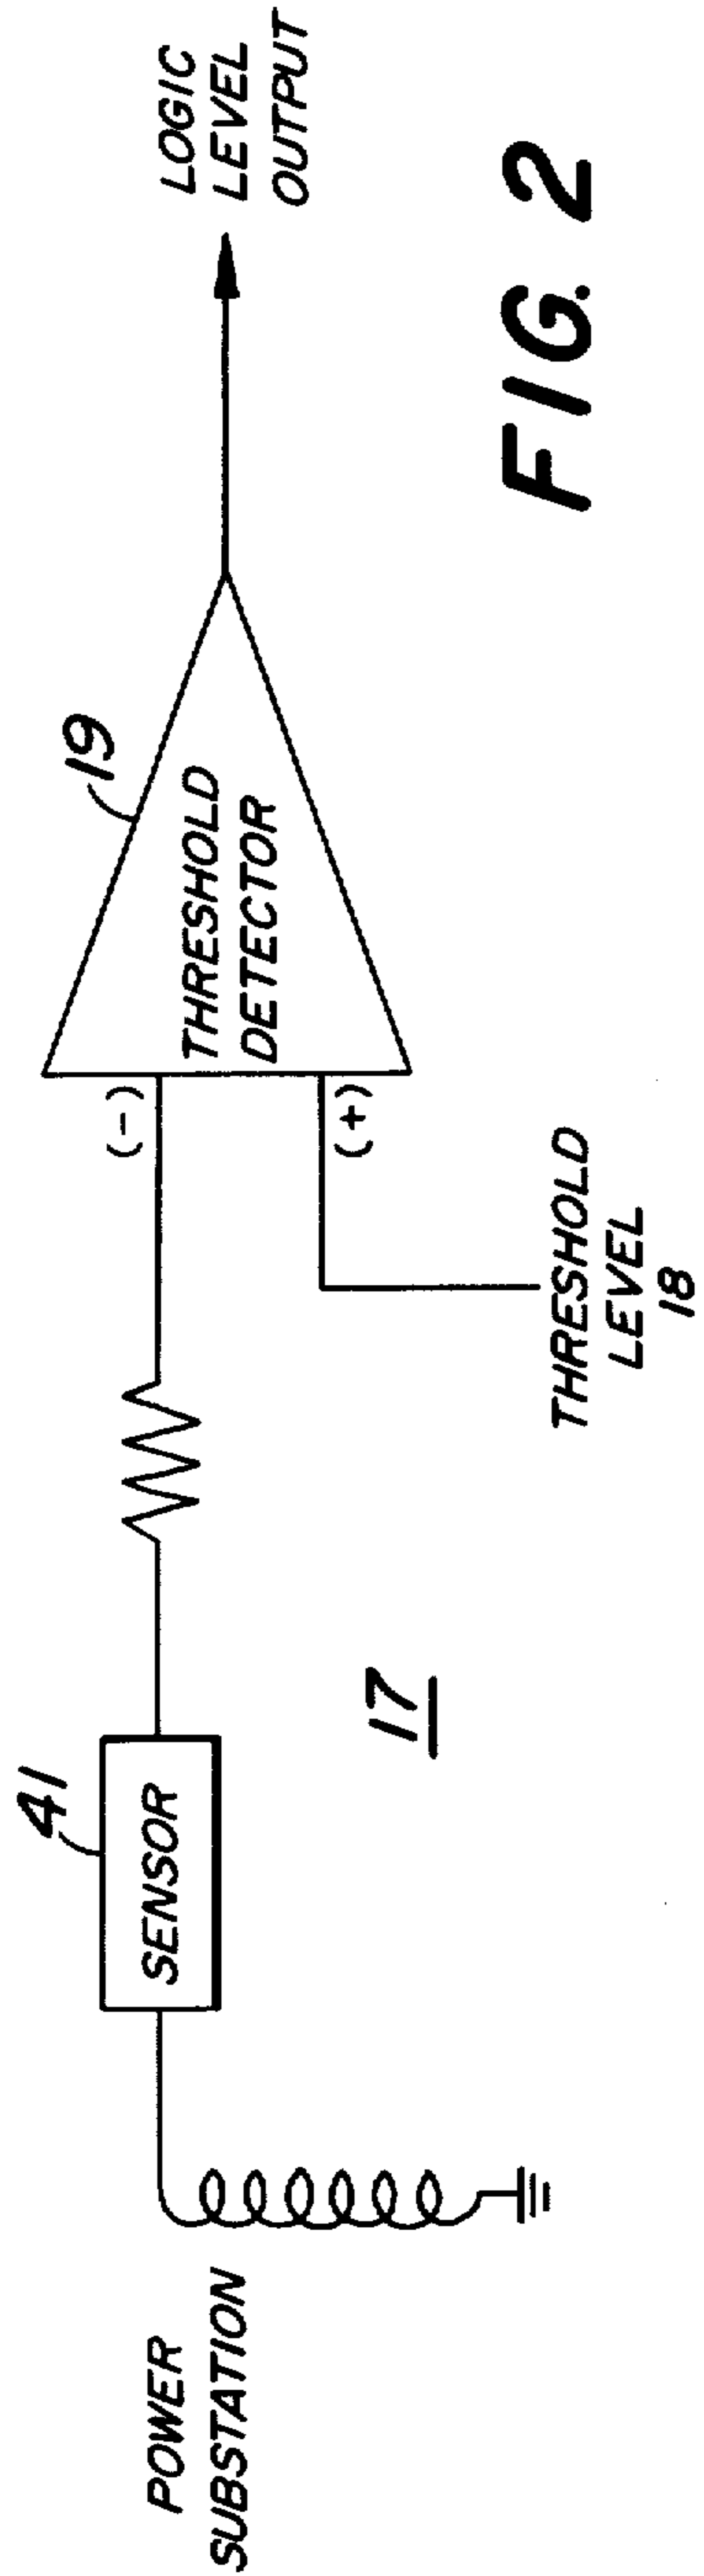 POWER
SUBSTATION
41
SENSOR
17
(-)
(+)
THRESHOLD
LEVEL
18
19
THRESHOLD
DETECTOR
LOGIC
LEVEL
OUTPUT
FIG. 2